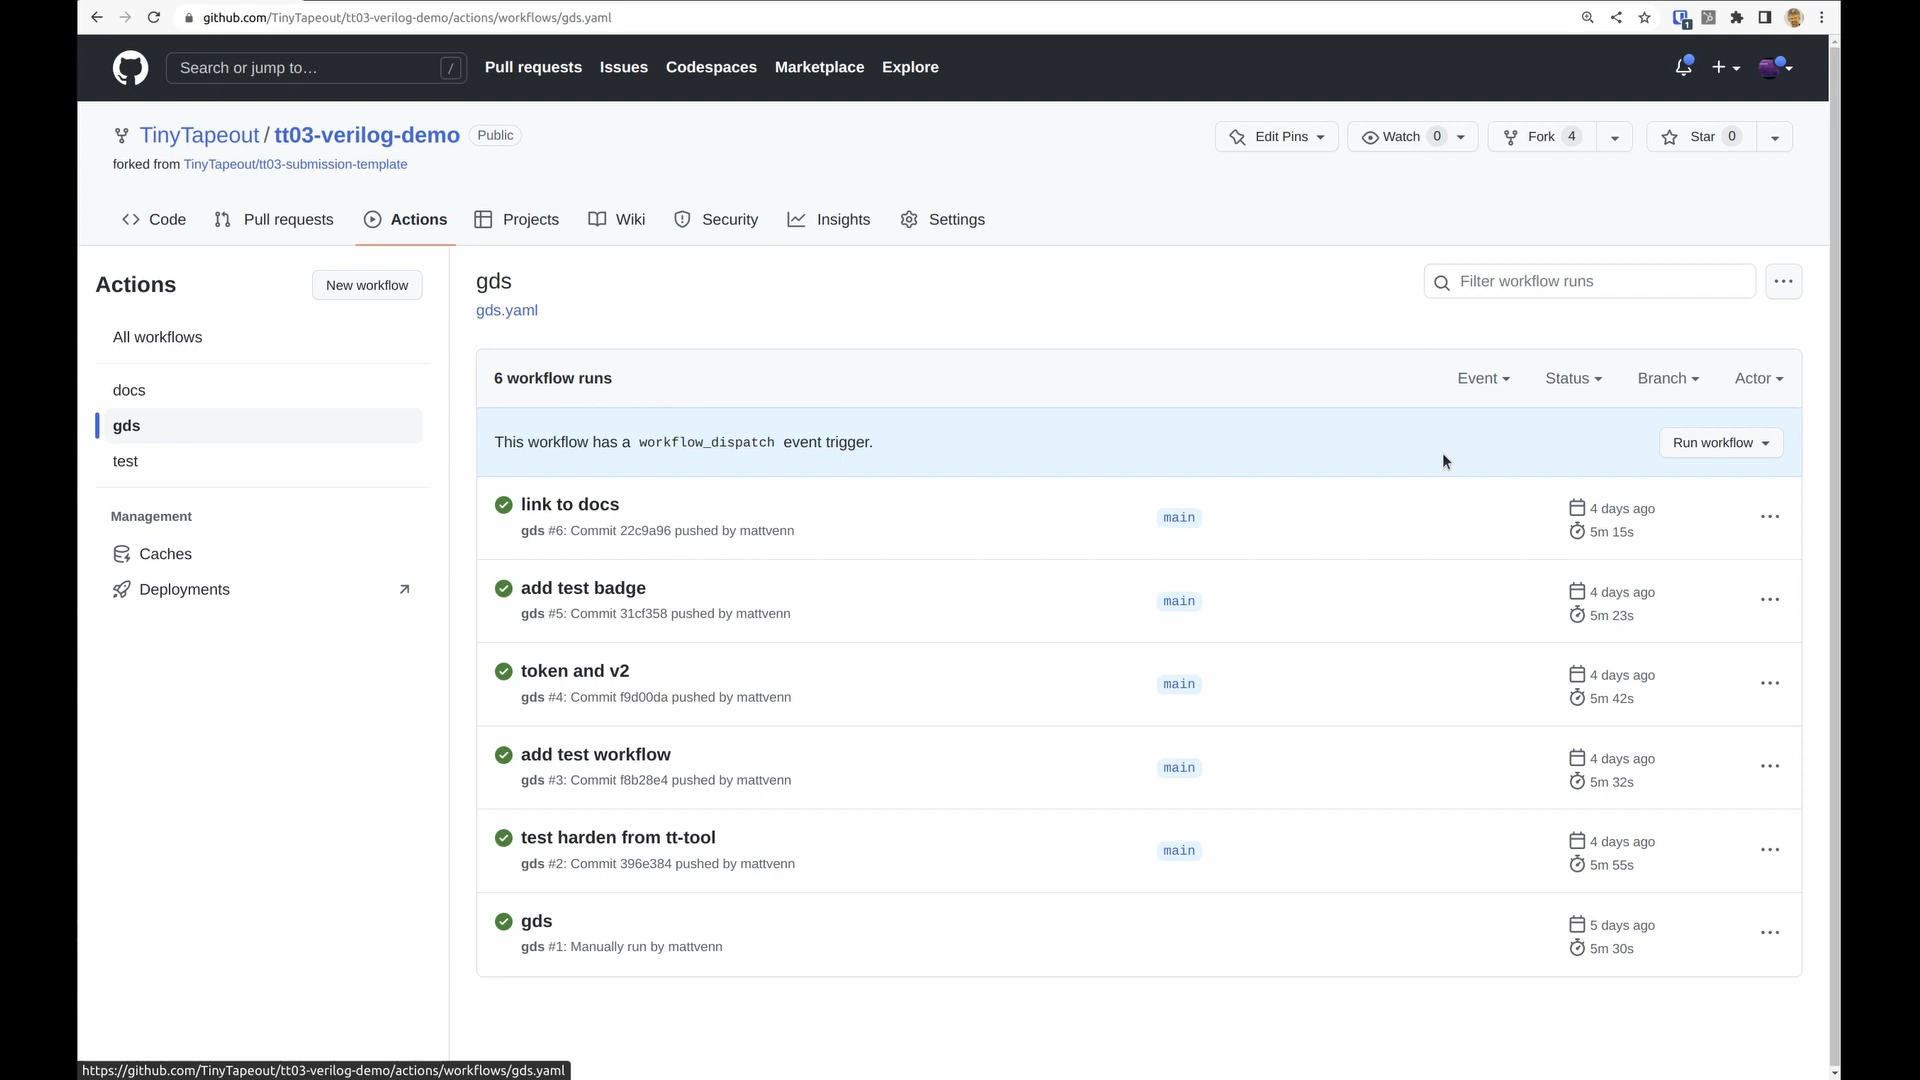 github.com/TinyTapeout/tt03-verilog-demo/actions/workflows/gds.yaml
1
Search or jump to…
/
Pull requests
Issues
Codespaces
Marketplace
Explore
TinyTapeout / tt03-verilog-demo
Public
Edit Pins
Watch 0
Fork 4
Star 0
forked from TinyTapeout/tt03-submission-template
Code
Pull requests
Actions
Projects
Wiki
Security
Insights
Settings
Actions
New workflow
All workflows
docs
gds
test
Management
Caches
Deployments
gds
gds.yaml
Filter workflow runs
6 workflow runs
Event
Status
Branch
Actor
This workflow has a workflow_dispatch event trigger.
Run workflow
link to docs
gds #6: Commit 22c9a96 pushed by mattvenn
main
4 days ago
5m 15s
add test badge
gds #5: Commit 31cf358 pushed by mattvenn
main
4 days ago
5m 23s
token and v2
gds #4: Commit f9d00da pushed by mattvenn
main
4 days ago
5m 42s
add test workflow
gds #3: Commit f8b28e4 pushed by mattvenn
main
4 days ago
5m 32s
test harden from tt-tool
gds #2: Commit 396e384 pushed by mattvenn
main
4 days ago
5m 55s
gds
gds #1: Manually run by mattvenn
5 days ago
5m 30s
https://github.com/TinyTapeout/tt03-verilog-demo/actions/workflows/gds.yaml